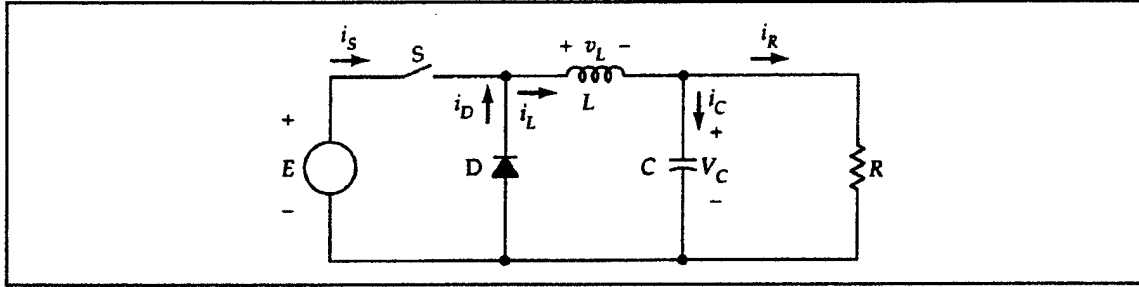 i_S
S
+ v_L −
i_R
i_D
i_L
L
i_C
+
+
E
D
C
V_C
R
−
−